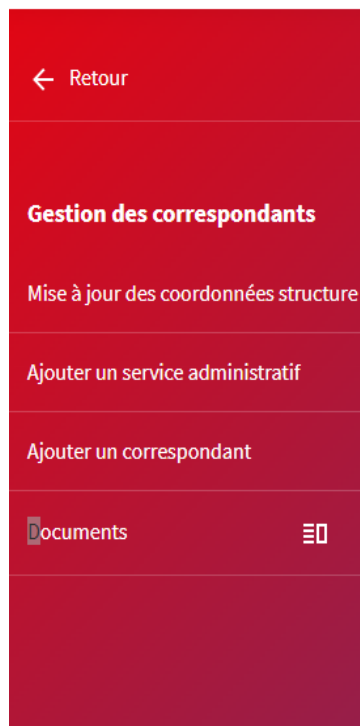 Retour
Gestion des correspondants
Mise à jour des coordonnées structure
Ajouter un service administratif
Ajouter un correspondant
Documents